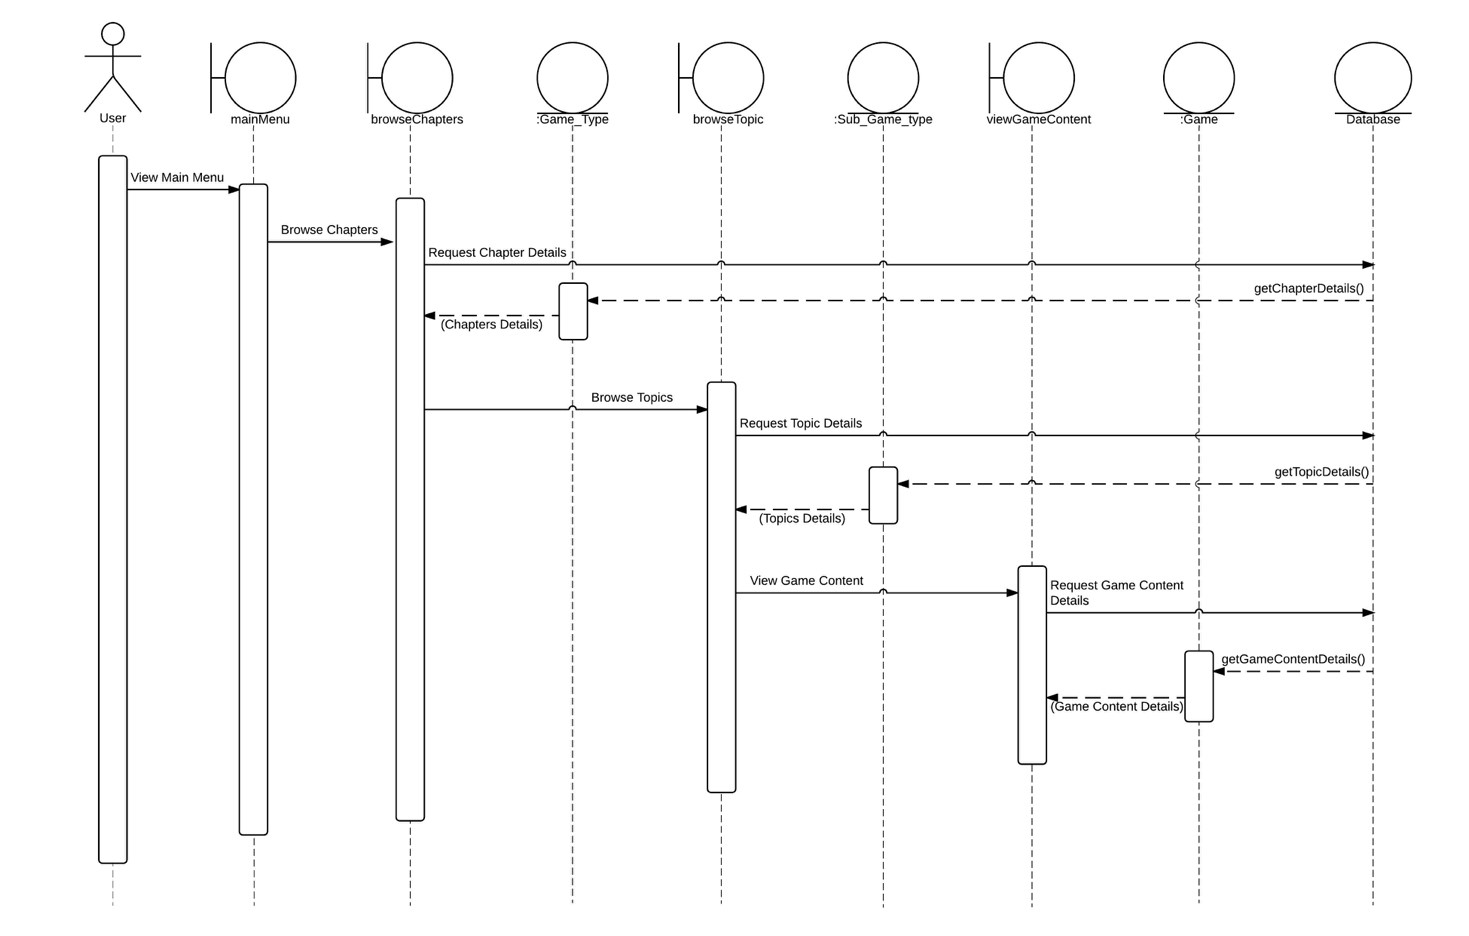 User
mainMenu
browseChapters
:Game_Type
browseTopic
:Sub_Game_type
viewGameContent
:Game
Database
View Main Menu
Browse Chapters
Request Chapter Details
getChapterDetails()
(Chapters Details)
Browse Topics
Request Topic Details
getTopicDetails()
(Topics Details)
View Game Content
Request Game Content
Details
getGameContentDetails()
(Game Content Details)